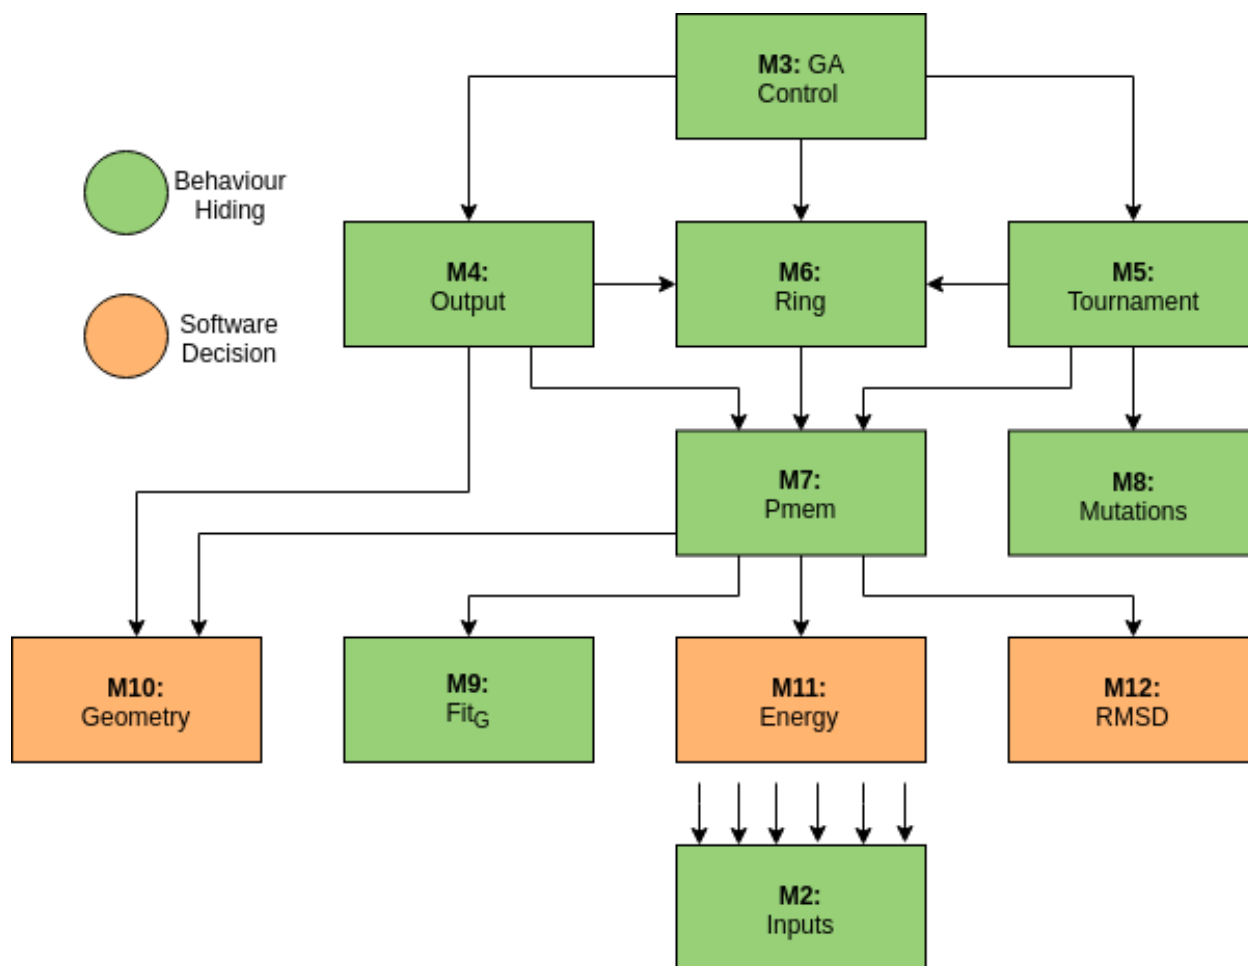 M3: GA
Control
Behaviour
Hiding
M4:
Output
M6:
Ring
M5:
Tournament
Software
Decision
M7:
Pmem
M8:
Mutations
M10:
Geometry
M9:
FitG
M11:
Energy
M12:
RMSD
M2:
Inputs